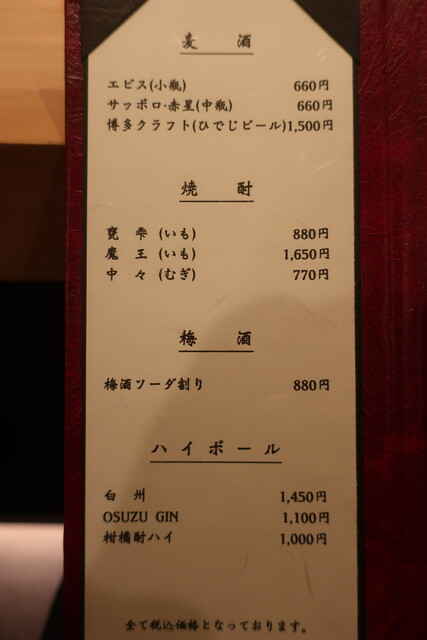 麦 酒
エビス(小瓶) 660円
サッポロ・赤星(中瓶) 660円
博多クラフト(ひでじビール)1,500円
焼 酎
甕 雫 (いも) 880円
魔 王 (いも) 1,650円
中 々 (むぎ) 770円
梅 酒
梅酒ソーダ割り 880円
ハイボール
白 州 1,450円
OSUZU GIN 1,100円
柑橘酎ハイ 1,000円
全て税込価格となっております。